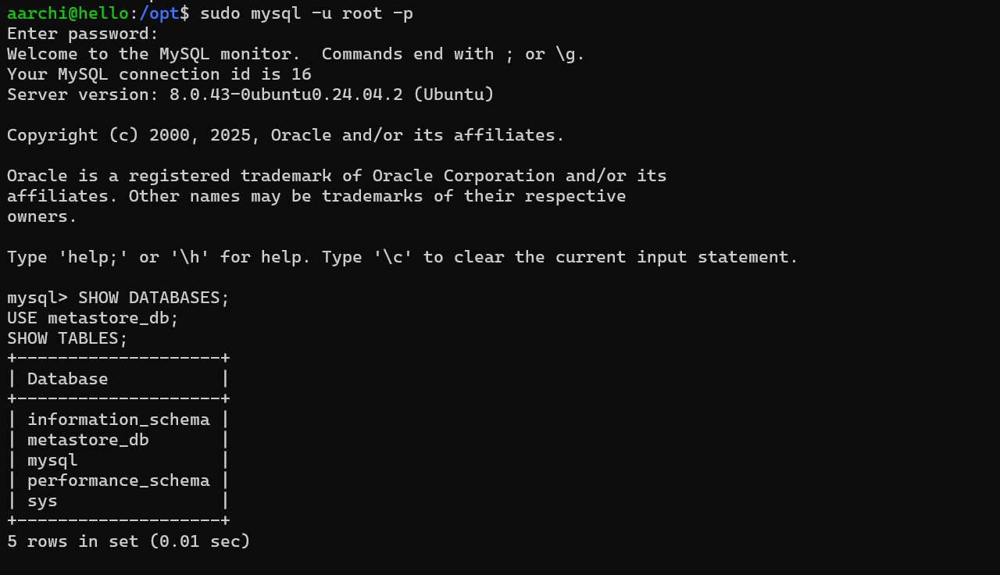 aarchi@hello:/opt$ sudo mysql -u root -p
Enter password:
Welcome to the MySQL monitor.  Commands end with ; or \g.
Your MySQL connection id is 16
Server version: 8.0.43-0ubuntu0.24.04.2 (Ubuntu)
Copyright (c) 2000, 2025, Oracle and/or its affiliates.
Oracle is a registered trademark of Oracle Corporation and/or its
affiliates. Other names may be trademarks of their respective
owners.
Type 'help;' or '\h' for help. Type '\c' to clear the current input statement.
mysql> SHOW DATABASES;
USE metastore_db;
SHOW TABLES;
+--------------------+
| Database           |
+--------------------+
| information_schema |
| metastore_db       |
| mysql              |
| performance_schema |
| sys                |
+--------------------+
5 rows in set (0.01 sec)